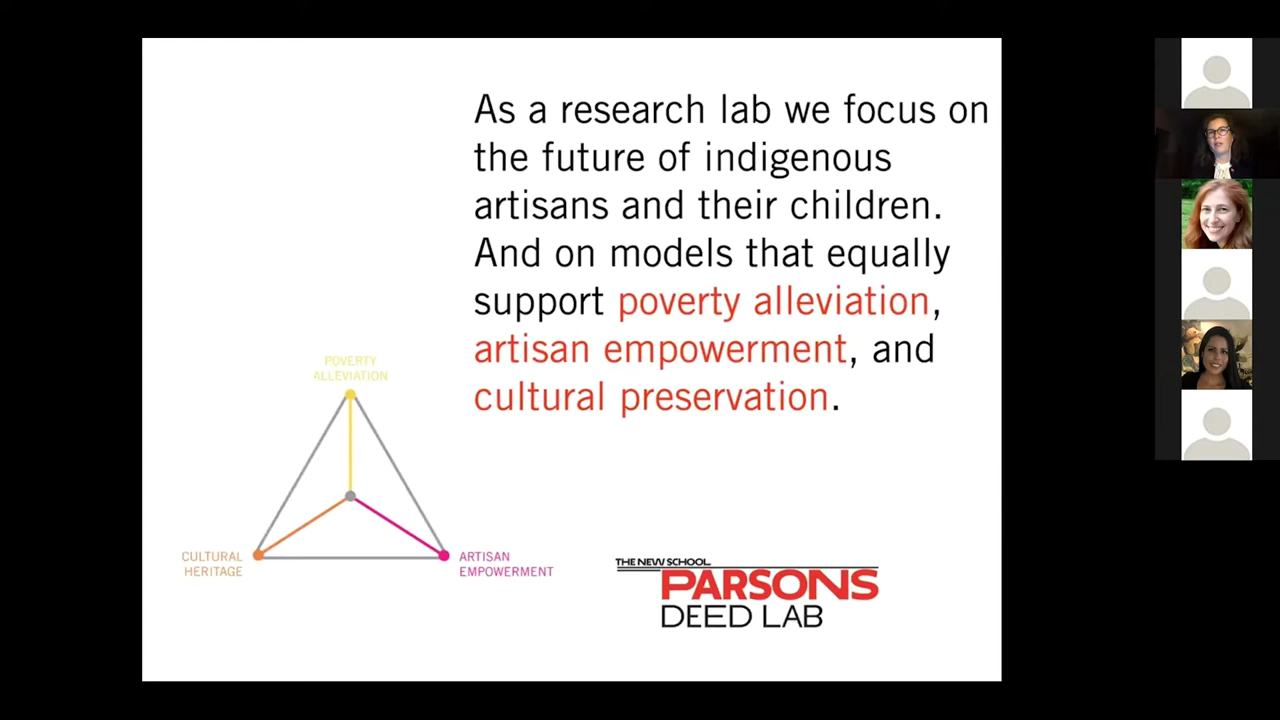 As a research lab we focus on
the future of indigenous
artisans and their children.
And on models that equally
support poverty alleviation,
artisan empowerment, and
cultural preservation.
POVERTY
ALLEVIATION
CULTURAL
HERITAGE
ARTISAN
EMPOWERMENT
THE NEW SCHOOL
PARSONS
DEED LAB